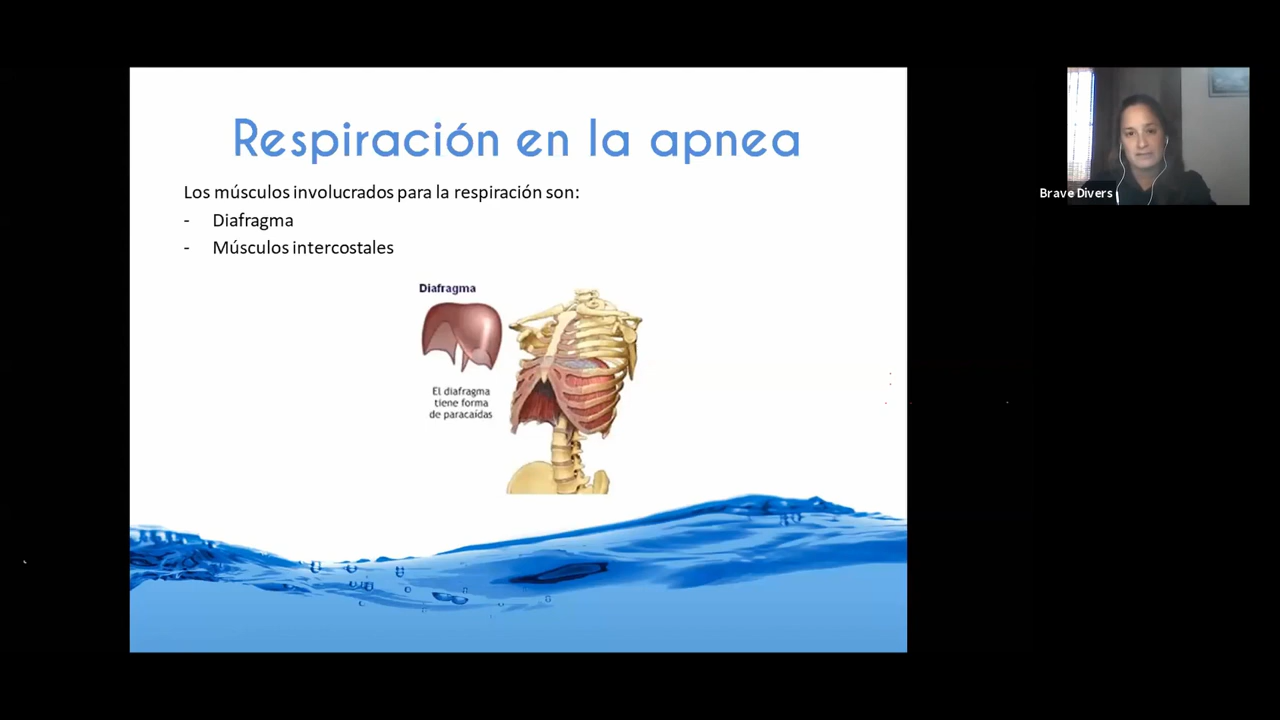 Respiración en la apnea
Los músculos involucrados para la respiración son:
- Diafragma
- Músculos intercostales
Diafragma
El diafragma
tiene forma
de paracaídas
Brave Divers